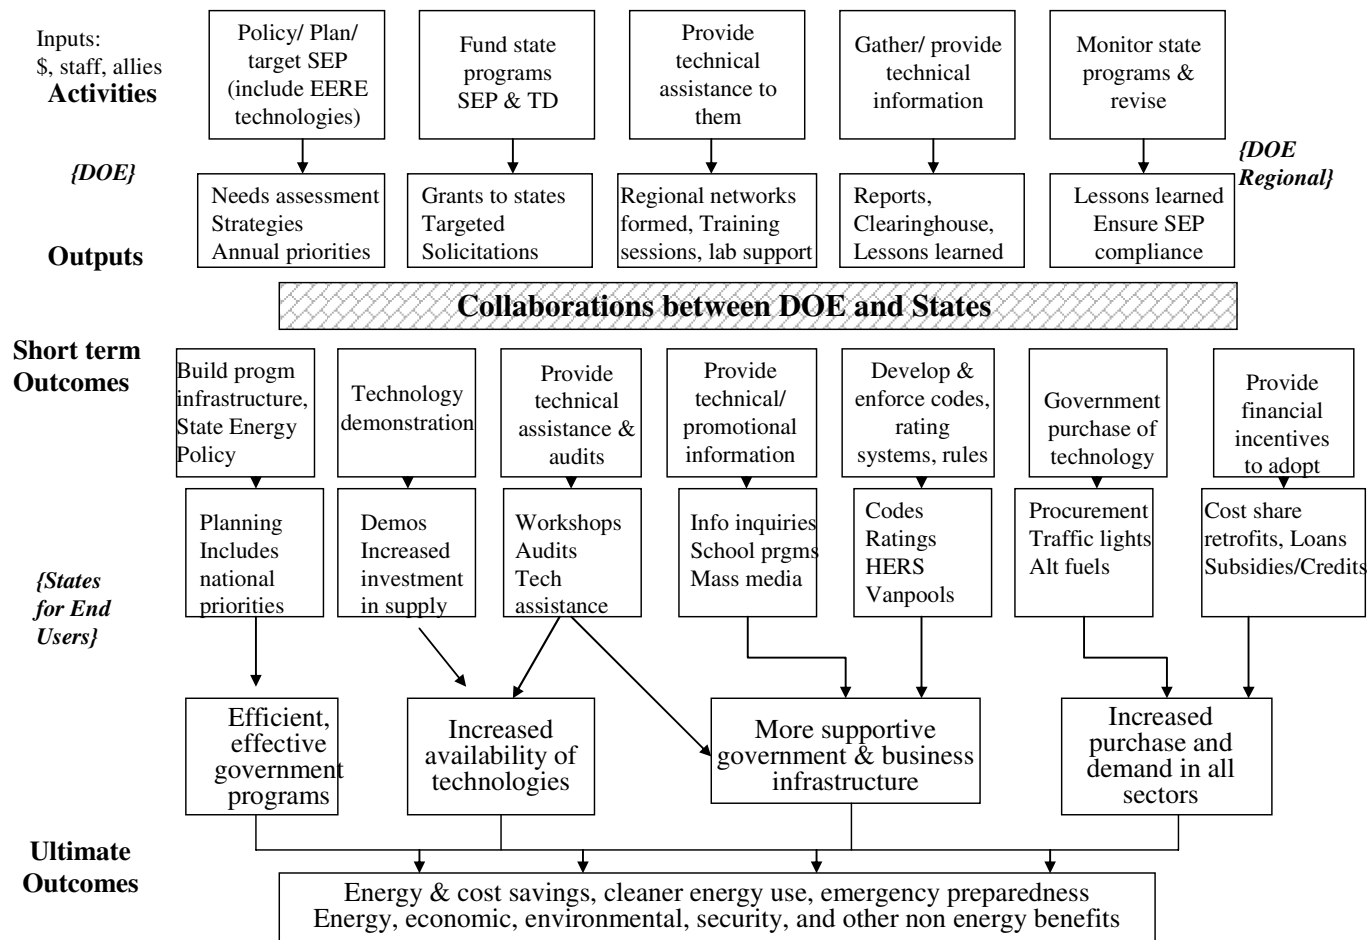 Inputs:
$, staff, allies
Activities
Policy/ Plan/
target SEP
(include EERE
technologies)
Fund state
programs
SEP & TD
Provide
technical
assistance to
them
Gather/ provide
technical
information
Monitor state
programs &
revise
{DOE}
{DOE
Regional}
Outputs
Needs assessment
Strategies
Annual priorities
Grants to states
Targeted
Solicitations
Regional networks
formed, Training
sessions, lab support
Reports,
Clearinghouse,
Lessons learned
Lessons learned
Ensure SEP
compliance
Collaborations between DOE and States
Short term
Outcomes
Build progm
infrastructure,
State Energy
Policy
Technology
demonstration
Provide
technical
assistance &
audits
Provide
technical/
promotional
information
Develop &
enforce codes,
rating
systems, rules
Government
purchase of
technology
Provide
financial
incentives
to adopt
{States
for End
Users}
Planning
Includes
national
priorities
Demos
Increased
investment
in supply
Workshops
Audits
Tech
assistance
Info inquiries
School prgms
Mass media
Codes
Ratings
HERS
Vanpools
Procurement
Traffic lights
Alt fuels
Cost share
retrofits, Loans
Subsidies/Credits
Efficient,
effective
government
programs
Increased
availability of
technologies
More supportive
government & business
infrastructure
Increased
purchase and
demand in all
sectors
Ultimate
Outcomes
Energy & cost savings, cleaner energy use, emergency preparedness
Energy, economic, environmental, security, and other non energy benefits